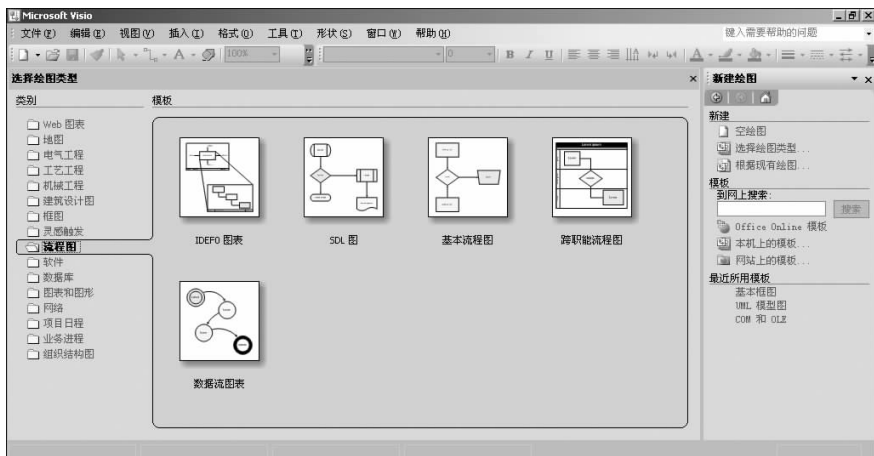 Microsoft Visio
文件(F) 编辑(E) 视图(V) 插入(I) 格式(O) 工具(T) 形状(S) 窗口(W) 帮助(H)
键入需要帮助的问题
100%
0
B I U
选择绘图类型
类别
模板
Web 图表
地图
电气工程
工艺工程
机械工程
建筑设计图
框图
灵感触发
流程图
软件
数据库
图表和图形
网络
项目日程
业务进程
组织结构图
IDEF0 图表
SDL 图
基本流程图
跨职能流程图
数据流图表
新建绘图
新建
空绘图
选择绘图类型...
根据现有绘图...
模板
到网上搜索:
搜索
Office Online 模板
本机上的模板...
网站上的模板...
最近所用模板
基本框图
UML 模型图
COM 和 OLE